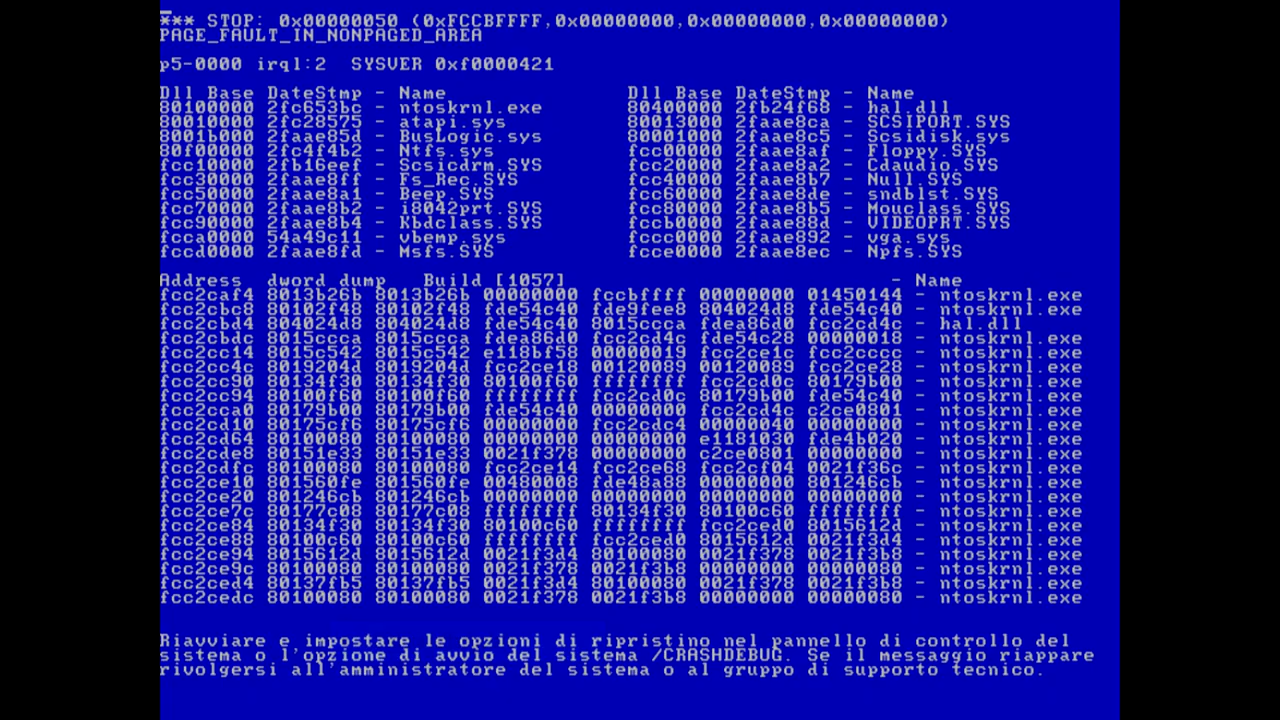 *** STOP: 0x00000050 (0xFCCBFFFF,0x00000000,0x00000000,0x00000000)
PAGE_FAULT_IN_NONPAGED_AREA
p5-0000 irql:2  SYSVER 0xf0000421
Dll Base DateStmp - Name                  Dll Base DateStmp - Name
80100000 2fc653bc - ntoskrnl.exe          80400000 2fb24f68 - hal.dll
80010000 2fc28575 - atapi.sys             80013000 2faae8ca - SCSIPORT.SYS
8001b000 2faae85d - BusLogic.sys          80001000 2faae8c5 - Scsidisk.sys
80f00000 2fc4f4b2 - Ntfs.sys              fcc00000 2faae8af - Floppy.SYS
fcc10000 2fb16eef - Scsicdrm.SYS          fcc20000 2faae8a2 - Cdaudio.SYS
fcc30000 2faae8ff - Fs_Rec.SYS            fcc40000 2faae8b7 - Null.SYS
fcc50000 2faae8a1 - Beep.SYS              fcc60000 2faae8de - sndblst.SYS
fcc70000 2faae8b2 - i8042prt.SYS          fcc80000 2faae8b5 - Mouclass.SYS
fcc90000 2faae8b4 - Kbdclass.SYS          fccb0000 2faae88d - VIDEOPRT.SYS
fcca0000 54a49c11 - vbemp.sys             fccc0000 2faae892 - vga.sys
fccd0000 2faae8fd - Msfs.SYS              fcce0000 2faae8ec - Npfs.SYS
Address  dword dump   Build [1057]                            - Name
fcc2caf4 8013b26b 8013b26b 00000000 fccbffff 00000000 01450144 - ntoskrnl.exe
fcc2cbc8 80102f48 80102f48 fde54c40 fde9fee8 804024d8 fde54c40 - ntoskrnl.exe
fcc2cbd4 804024d8 804024d8 fde54c40 8015ccca fdea86d0 fcc2cd4c - hal.dll
fcc2cbdc 8015ccca 8015ccca fdea86d0 fcc2cd4c fde54c28 00000018 - ntoskrnl.exe
fcc2cc14 8015c542 8015c542 e118bf58 00000019 fcc2ce1c fcc2cccc - ntoskrnl.exe
fcc2cc4c 8019204d 8019204d fcc2ce18 00120089 00120089 fcc2ce28 - ntoskrnl.exe
fcc2cc90 80134f30 80134f30 80100f60 ffffffff fcc2cd0c 80179b00 - ntoskrnl.exe
fcc2cc94 80100f60 80100f60 ffffffff fcc2cd0c 80179b00 fde54c40 - ntoskrnl.exe
fcc2cca0 80179b00 80179b00 fde54c40 00000000 fcc2cd4c c2ce0801 - ntoskrnl.exe
fcc2cd10 80175cf6 80175cf6 00000000 fcc2cdc4 00000040 00000000 - ntoskrnl.exe
fcc2cd64 80100080 80100080 00000000 00000000 e1181030 fde4b020 - ntoskrnl.exe
fcc2cde8 80151e33 80151e33 0021f378 00000000 c2ce0801 00000000 - ntoskrnl.exe
fcc2cdfc 80100080 80100080 fcc2ce14 fcc2ce68 fcc2cf04 0021f36c - ntoskrnl.exe
fcc2ce10 801560fe 801560fe 00480008 fde48a88 00000000 801246cb - ntoskrnl.exe
fcc2ce20 801246cb 801246cb 00000000 00000000 00000000 00000000 - ntoskrnl.exe
fcc2ce7c 80177c08 80177c08 ffffffff 80134f30 80100c60 ffffffff - ntoskrnl.exe
fcc2ce84 80134f30 80134f30 80100c60 ffffffff fcc2ced0 8015612d - ntoskrnl.exe
fcc2ce88 80100c60 80100c60 ffffffff fcc2ced0 8015612d 0021f3d4 - ntoskrnl.exe
fcc2ce94 8015612d 8015612d 0021f3d4 80100080 0021f378 0021f3b8 - ntoskrnl.exe
fcc2ce9c 80100080 80100080 0021f378 0021f3b8 00000000 00000000 - ntoskrnl.exe
fcc2ced4 80137fb5 80137fb5 0021f3d4 80100080 0021f378 0021f3b8 - ntoskrnl.exe
fcc2cedc 80100080 80100080 0021f378 0021f3b8 00000000 00000080 - ntoskrnl.exe
Riavviare e impostare le opzioni di ripristino nel pannello di controllo del
sistema o l'opzione di avvio del sistema /CRASHDEBUG. Se il messaggio riappare
rivolgersi all'amministratore del sistema o al gruppo di supporto tecnico.